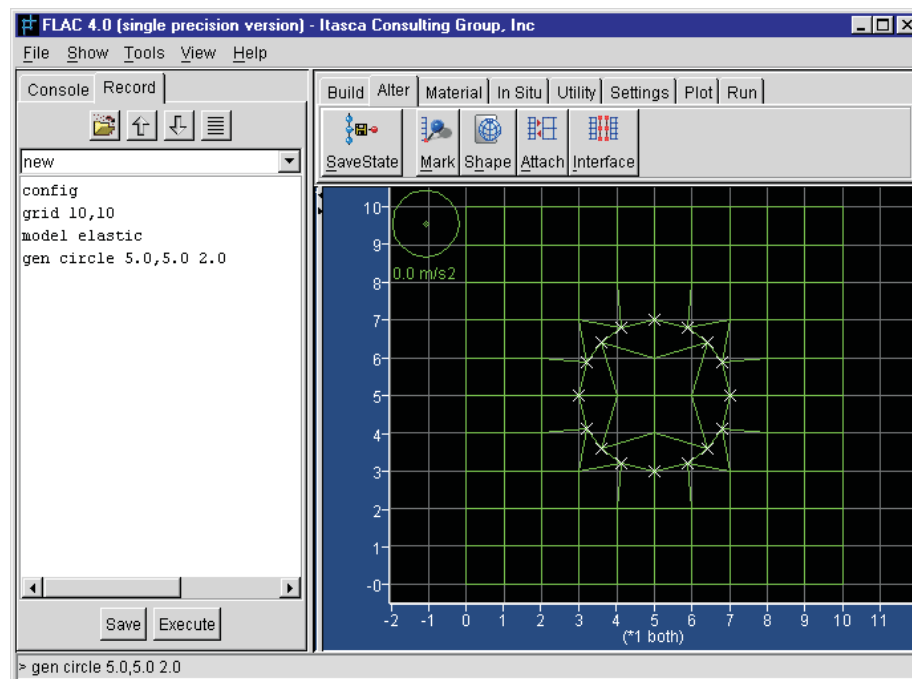 FLAC 4.0 (single precision version) - Itasca Consulting Group, Inc
File Show Tools View Help
Console Record
Build Alter Material In Situ Utility Settings Plot Run
SaveState Mark Shape Attach Interface
new
config
grid 10,10
model elastic
gen circle 5.0,5.0 2.0
10
9
0.0 m/s2
8
7
6
5
4
3
2
1
-0
-2 -1 0 1 2 3 4 5 6 7 8 9 10 11
(*1 both)
Save Execute
> gen circle 5.0,5.0 2.0